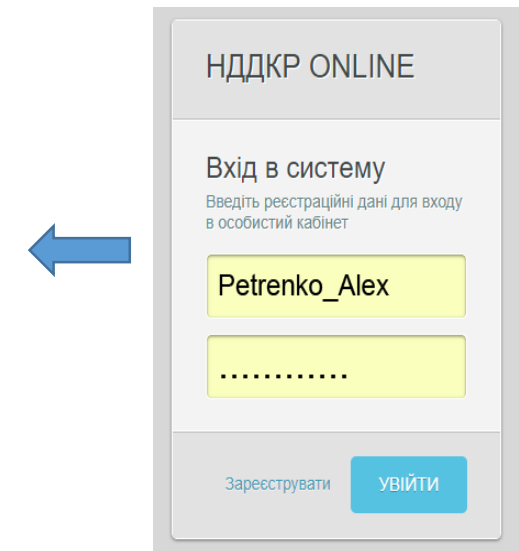 НДДКР ONLINE
Вхід в систему
Введіть реєстраційні дані для входу
в особистий кабінет
Petrenko_Alex
............
Зареєструвати
УВІЙТИ